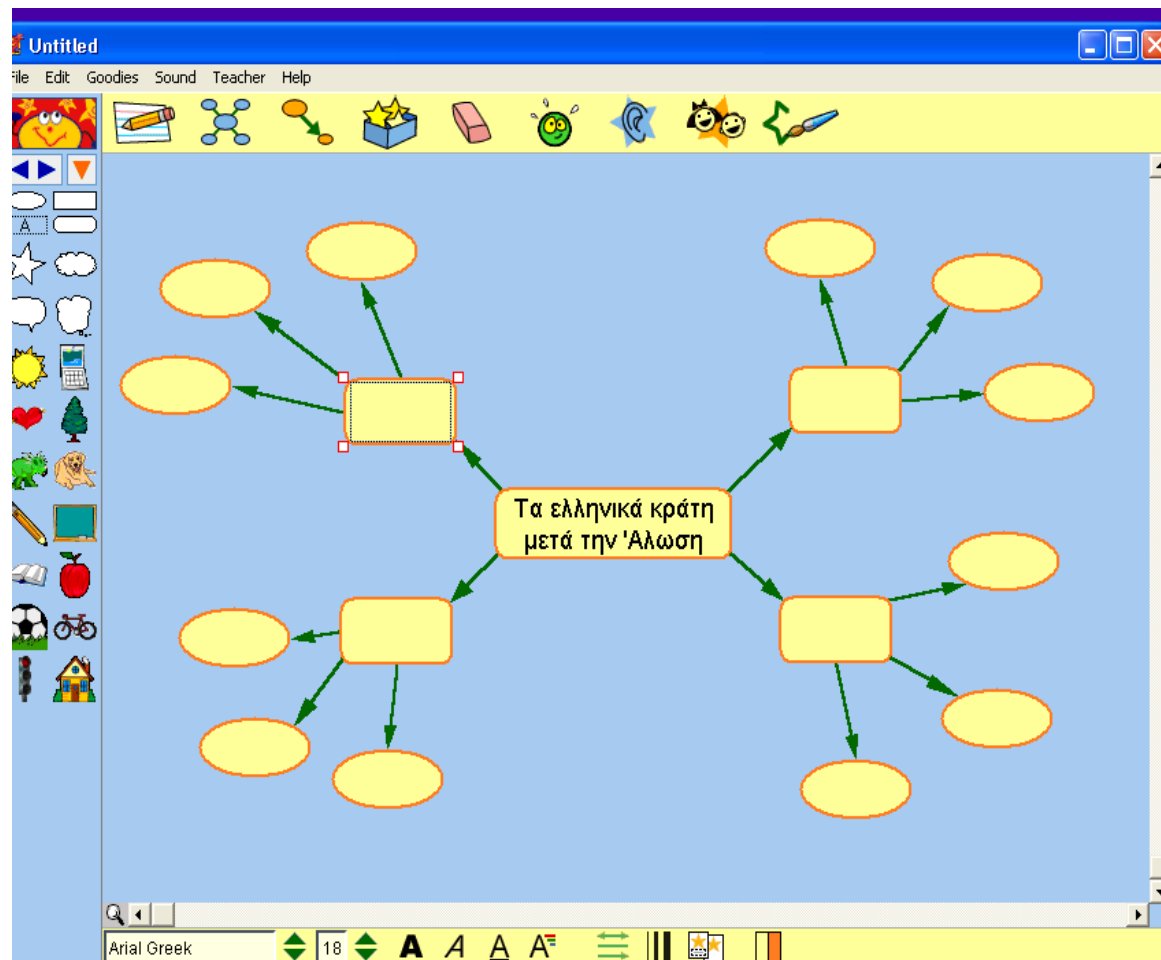 Untitled
File Edit Goodies Sound Teacher Help
A
Τα ελληνικά κράτη
μετά την 'Αλωση
Arial Greek 18 A A A A